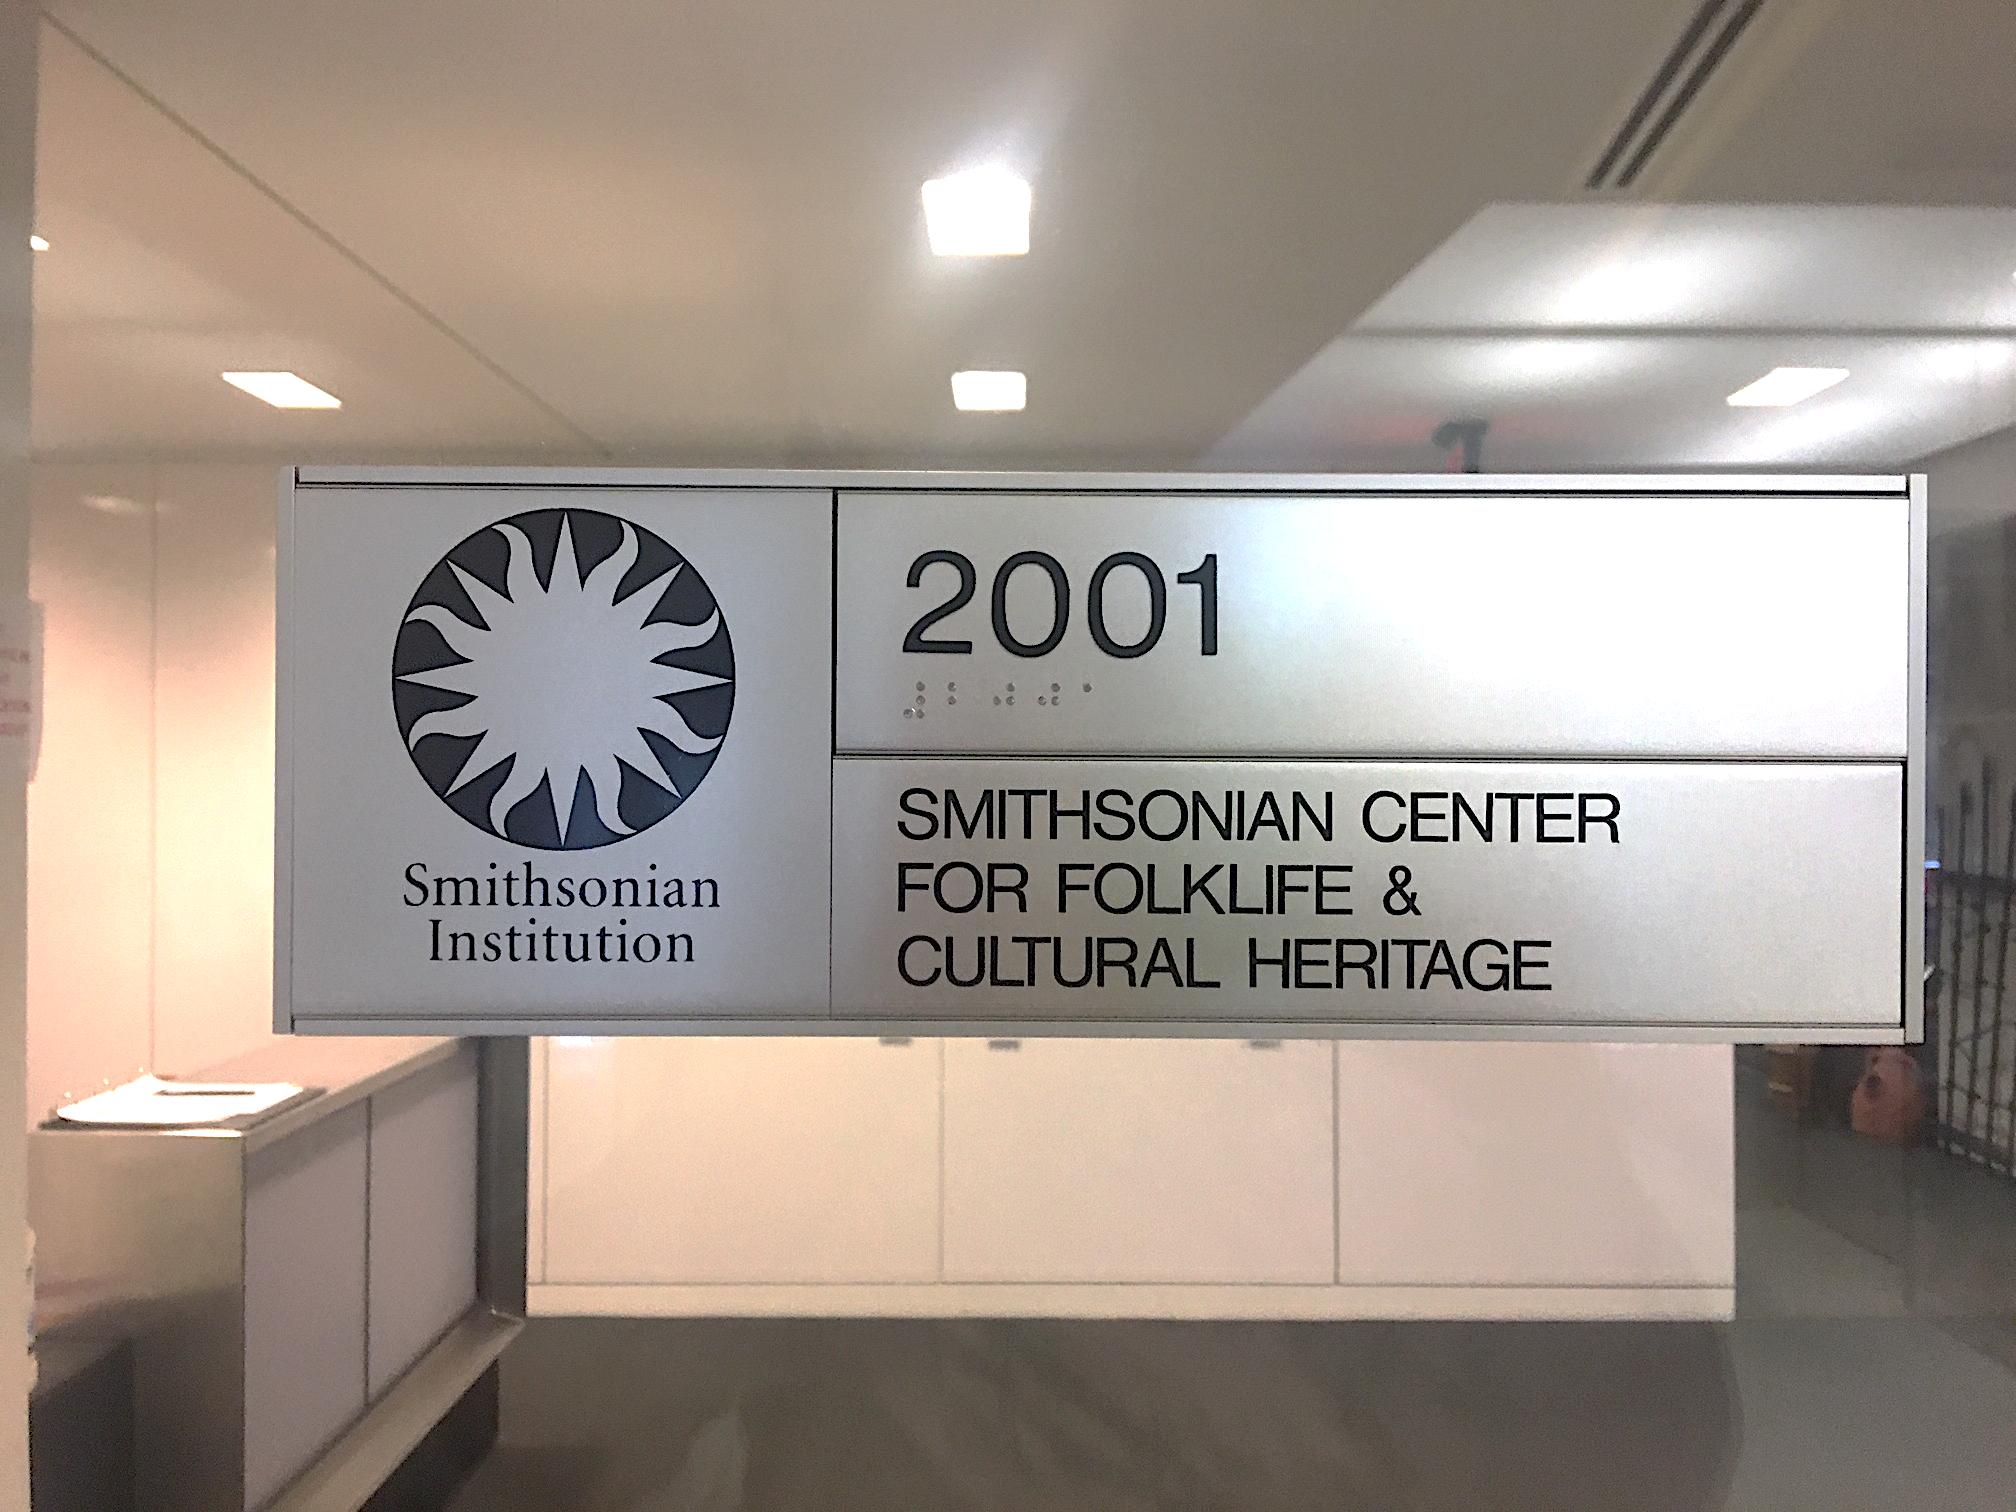 Smithsonian
Institution
2001
⠼⠃⠚⠚⠁
SMITHSONIAN CENTER
FOR FOLKLIFE &
CULTURAL HERITAGE